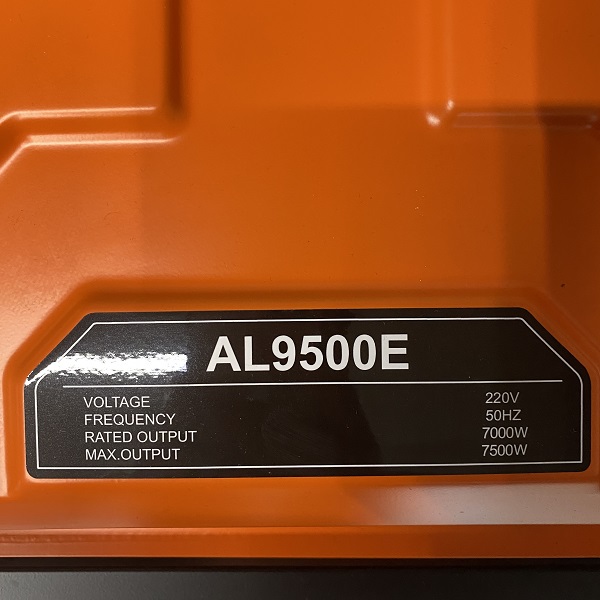 AL9500E
VOLTAGE 220V
FREQUENCY 50HZ
RATED OUTPUT 7000W
MAX.OUTPUT 7500W